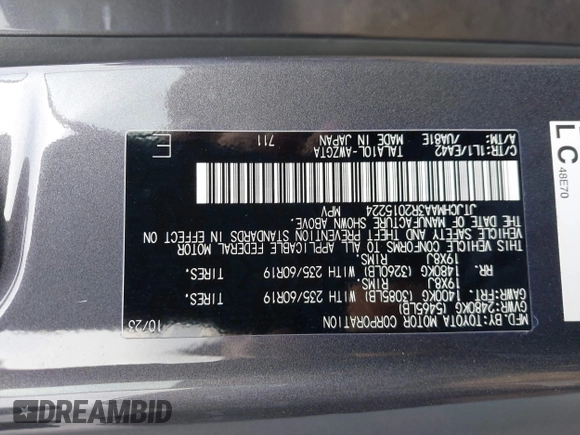 MFD. BY: TOYOTA MOTOR CORPORATION 10/23
GVWR: 2480KG (5465LB)
GAWR: FRT. 1400KG (3085LB) WITH 235/60R19 TIRES.
19X8J RIMS
RR. 1480KG (3260LB) WITH 235/60R19 TIRES.
19X8J RIMS
THIS VEHICLE CONFORMS TO ALL APPLICABLE FEDERAL MOTOR
VEHICLE SAFETY AND THEFT PREVENTION STANDARDS IN EFFECT ON
THE DATE OF MANUFACTURE SHOWN ABOVE.
JTJCHMAA3R2015224 MPV
C/TR: 1L1/EA42 TALA10L-AWZGTA 711 E
A/TM: /UA81E MADE IN JAPAN
L C
48E70
DREAMBID